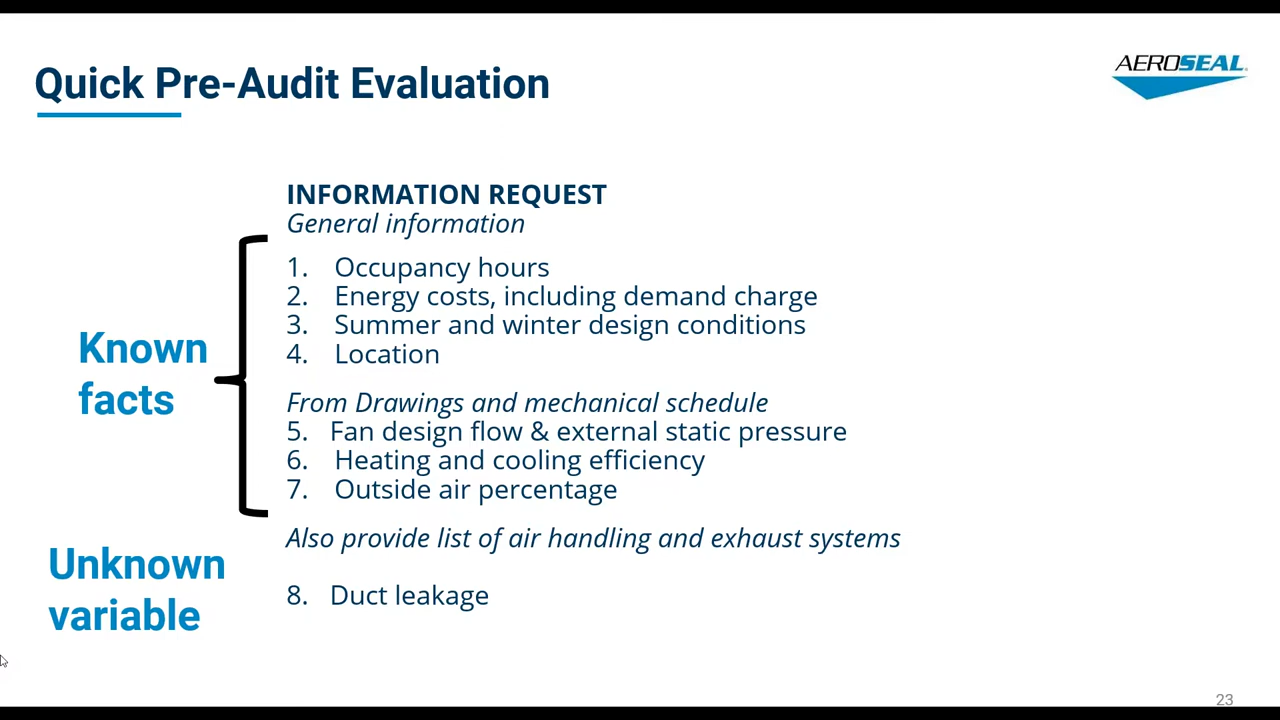 Quick Pre-Audit Evaluation
AEROSEAL
INFORMATION REQUEST
General information
1. Occupancy hours
2. Energy costs, including demand charge
3. Summer and winter design conditions
4. Location
Known
facts
From Drawings and mechanical schedule
5. Fan design flow & external static pressure
6. Heating and cooling efficiency
7. Outside air percentage
Also provide list of air handling and exhaust systems
Unknown
variable
8. Duct leakage
23